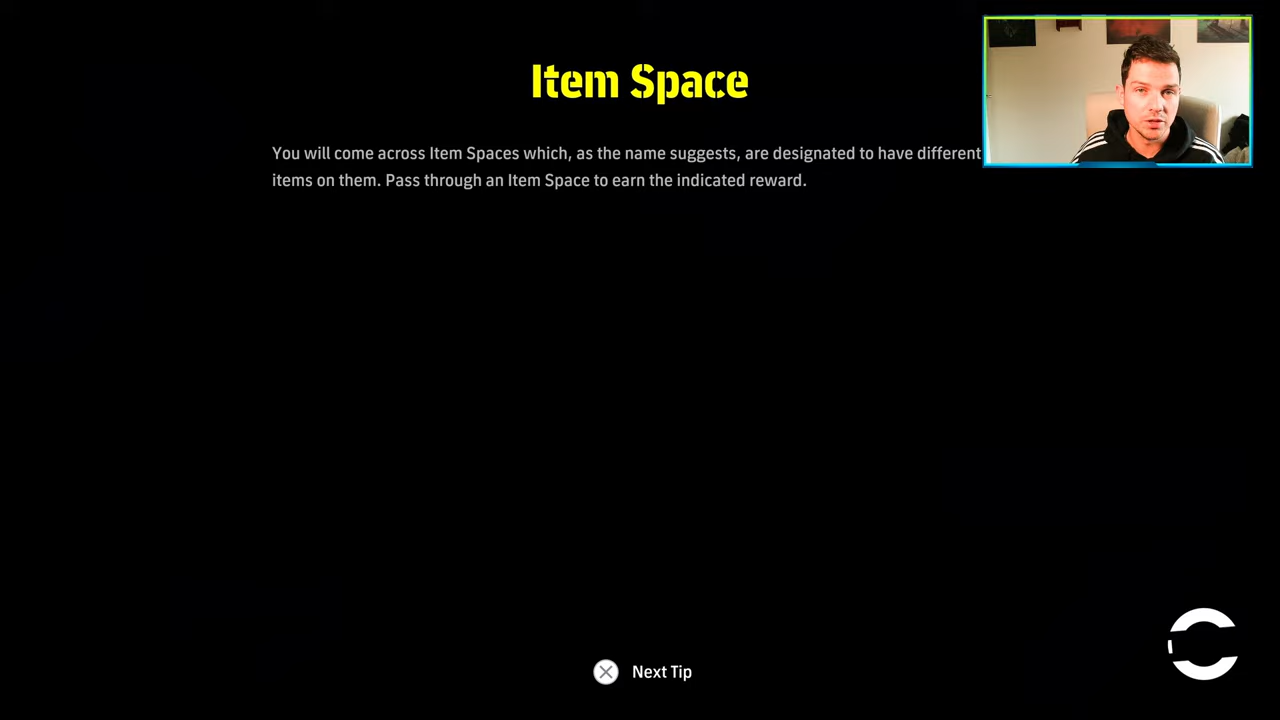 Item Space
You will come across Item Spaces which, as the name suggests, are designated to have different
items on them. Pass through an Item Space to earn the indicated reward.
Next Tip